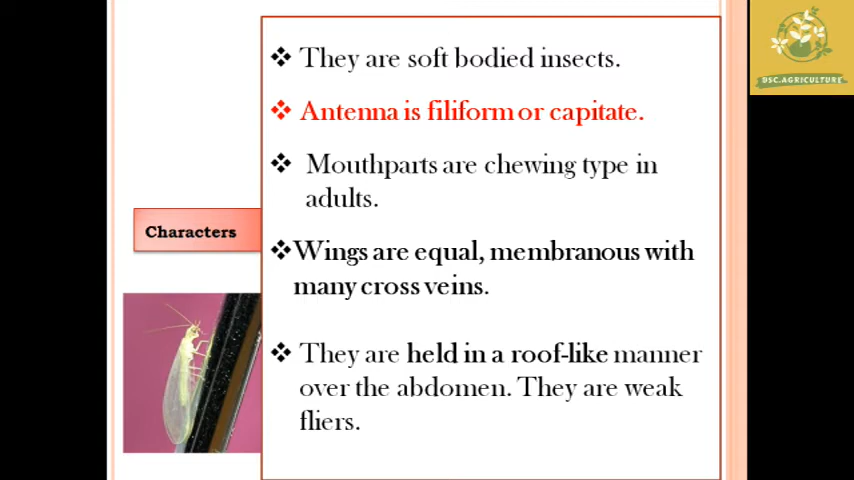 DSC.AGRICULTURE
❖ They are soft bodied insects.
❖ Antenna is filiform or capitate.
❖ Mouthparts are chewing type in
adults.
Characters
❖Wings are equal, membranous with
many cross veins.
❖ They are held in a roof-like manner
over the abdomen. They are weak
fliers.